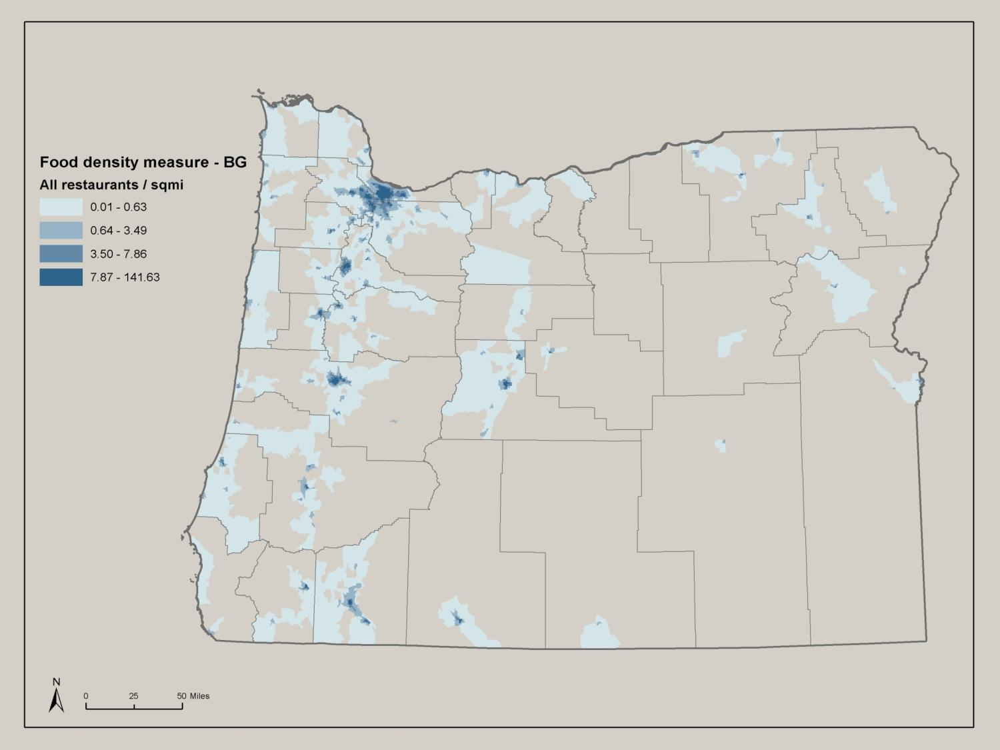 Food density measure - BG
All restaurants / sqmi
0.01 - 0.63
0.64 - 3.49
3.50 - 7.86
7.87 - 141.63
N
0 25 50 Miles